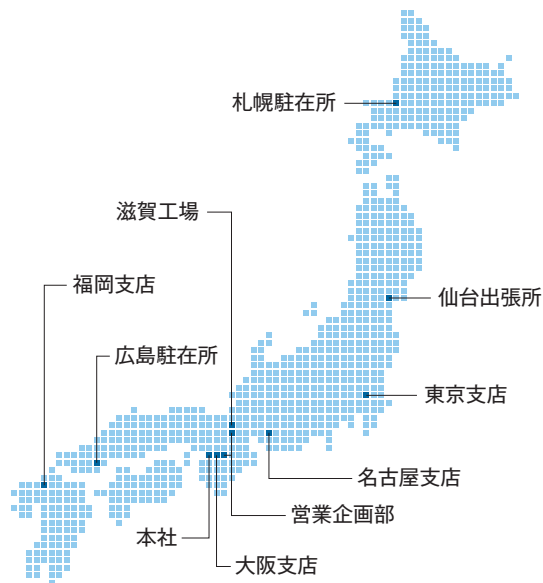 札幌駐在所
滋賀工場
福岡支店
仙台出張所
広島駐在所
東京支店
名古屋支店
営業企画部
本社
大阪支店